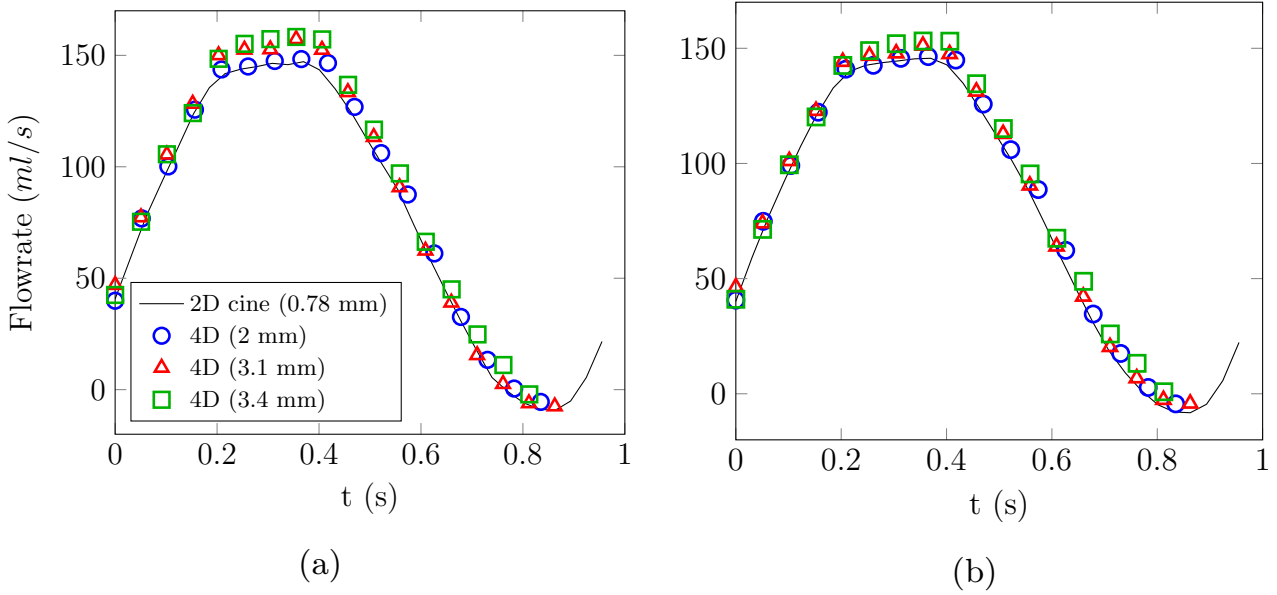 150
100
50
0
Flowrate (ml/s)
2D cine (0.78 mm)
4D (2 mm)
4D (3.1 mm)
4D (3.4 mm)
0 0.2 0.4 0.6 0.8 1
t (s)
(a)
150
100
50
0
0 0.2 0.4 0.6 0.8 1
t (s)
(b)